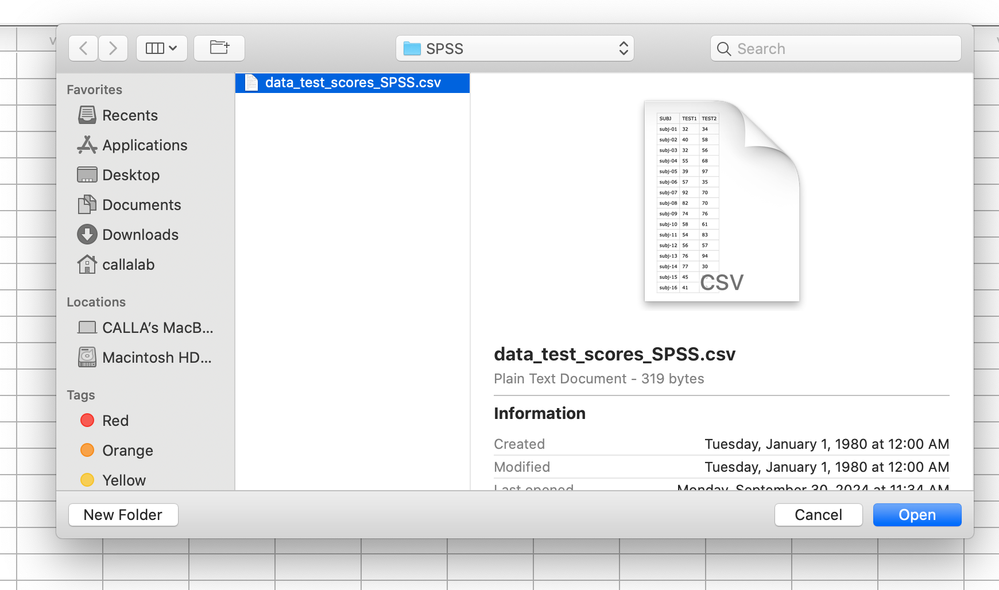 SPSS
Search
Favorites
Recents
Applications
Desktop
Documents
Downloads
callalab
Locations
CALLA’s MacB...
Macintosh HD...
Tags
Red
Orange
Yellow
data_test_scores_SPSS.csv
SUBJ TEST1 TEST2
subj-01 32 34
subj-02 40 58
subj-03 32 56
subj-04 55 68
subj-05 39 97
subj-06 57 35
subj-07 92 70
subj-08 82 70
subj-09 74 76
subj-10 58 61
subj-11 54 83
subj-12 56 57
subj-13 76 94
subj-14 77 30
subj-15 45
subj-16 41
CSV
data_test_scores_SPSS.csv
Plain Text Document - 319 bytes
Information
Created Tuesday, January 1, 1980 at 12:00 AM
Modified Tuesday, January 1, 1980 at 12:00 AM
Last opened Monday, September 30, 2024 at 11:34 AM
New Folder
Cancel
Open